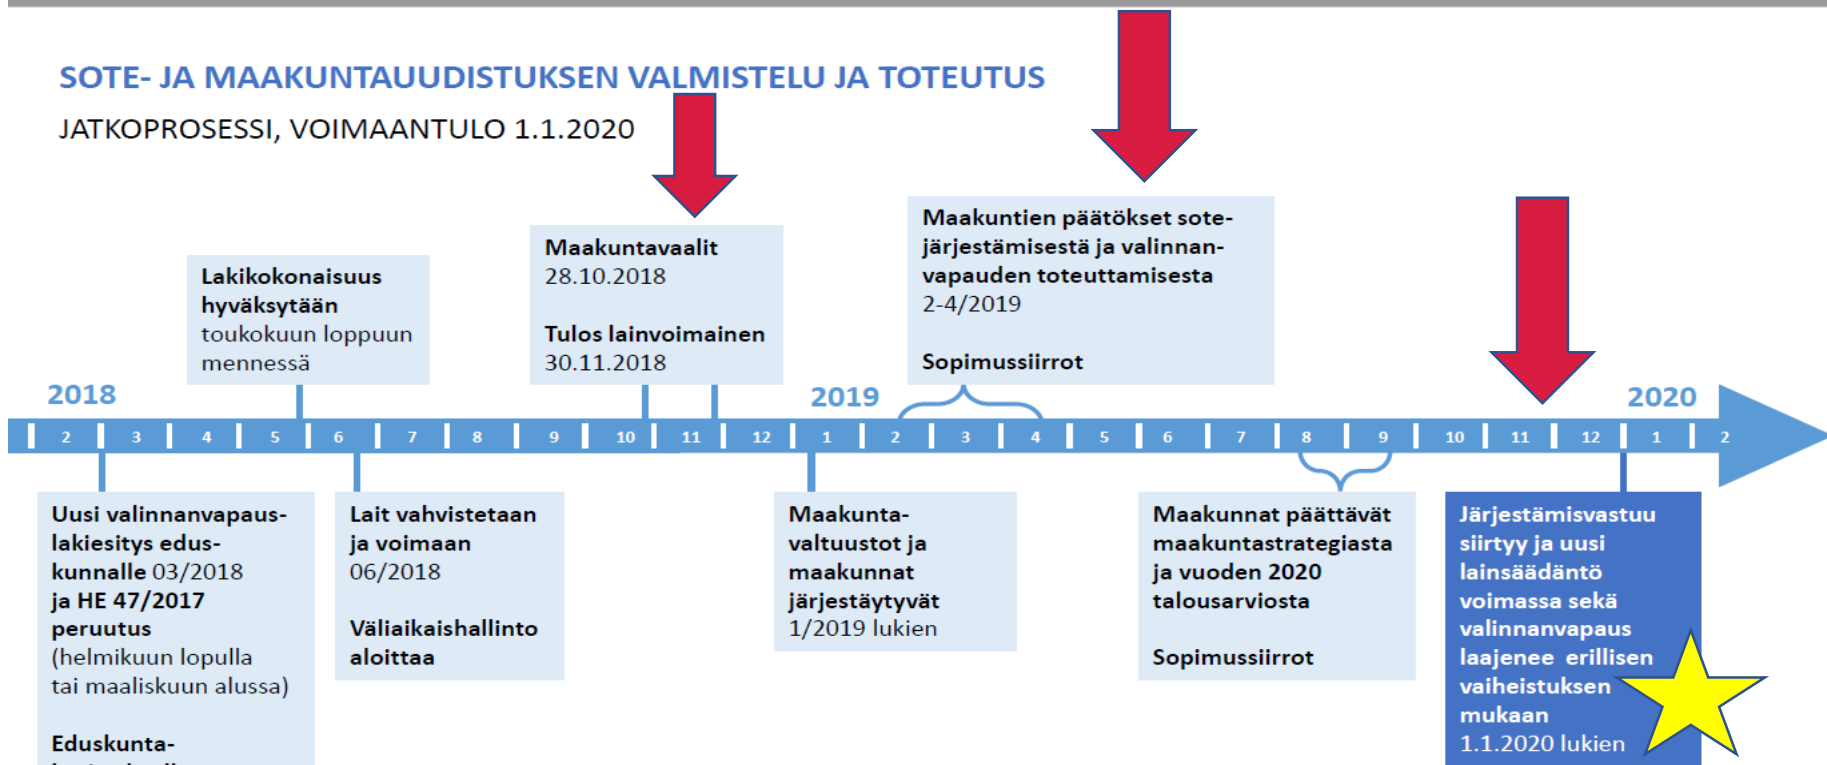 SOTE- JA MAAKUNTAUUDISTUKSEN VALMISTELU JA TOTEUTUS
JATKOPROSESSI, VOIMAANTULO 1.1.2020
Lakikokonaisuus
hyväksytään
toukokuun loppuun
mennessä
Maakuntavaalit
28.10.2018
Tulos lainvoimainen
30.11.2018
Maakuntien päätökset sote-
järjestämisestä ja valinnan-
vapauden toteuttamisesta
2-4/2019
Sopimussiirrot
2018
2019
2020
2 3 4 5 6 7 8 9 10 11 12 1 2 3 4 5 6 7 8 9 10 11 12 1 2
Uusi valinnanvapaus-
lakiesitys edus-
kunnalle 03/2018
ja HE 47/2017
peruutus
(helmikuun lopulla
tai maaliskuun alussa)
Eduskunta-
Lait vahvistetaan
ja voimaan
06/2018
Väliaikaishallinto
aloittaa
Maakunta-
valtuustot ja
maakunnat
järjestäytyvät
1/2019 lukien
Maakunnat päättävät
maakuntastrategiasta
ja vuoden 2020
talousarviosta
Sopimussiirrot
Järjestämisvastuu
siirtyy ja uusi
lainsäädäntö
voimassa sekä
valinnanvapaus
laajenee erillisen
vaiheistuksen
mukaan
1.1.2020 lukien